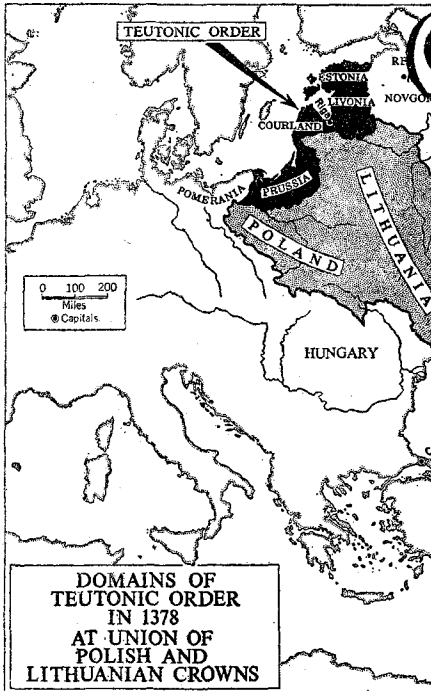 TEUTONIC ORDER
ESTONIA
NOVGOR
LIVONIA
COURLAND
PRUSSIA
POMERANIA
LITHUANIA
POLAND
0 100 200
Miles
Capitals.
HUNGARY
DOMAINS OF
TEUTONIC ORDER
IN 1378
AT UNION OF
POLISH AND
LITHUANIAN CROWNS